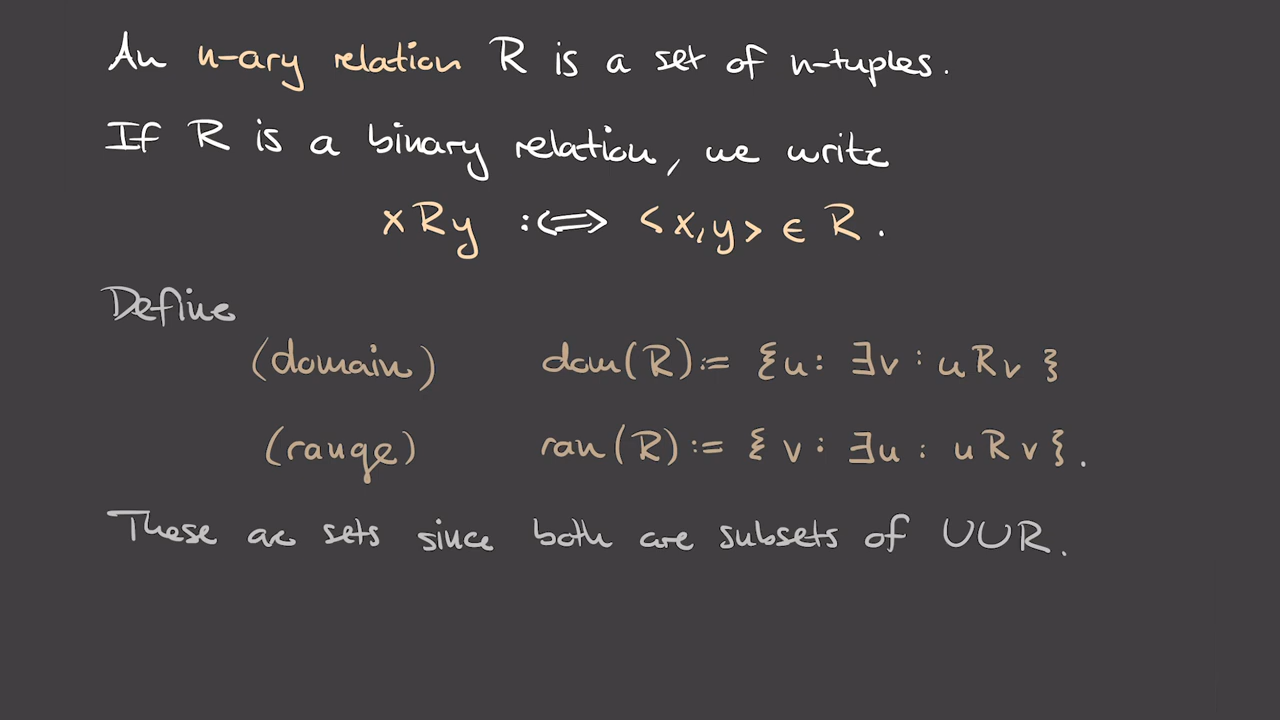 An n-ary relation R is a set of n-tuples.
If R is a binary relation, we write
xRy :⟺ <x,y> ∈ R.
Define
(domain) dom(R):= {u: ∃v : uRv}
(range) ran(R):= {v: ∃u : uRv}.
These are sets since both are subsets of ∪∪R.